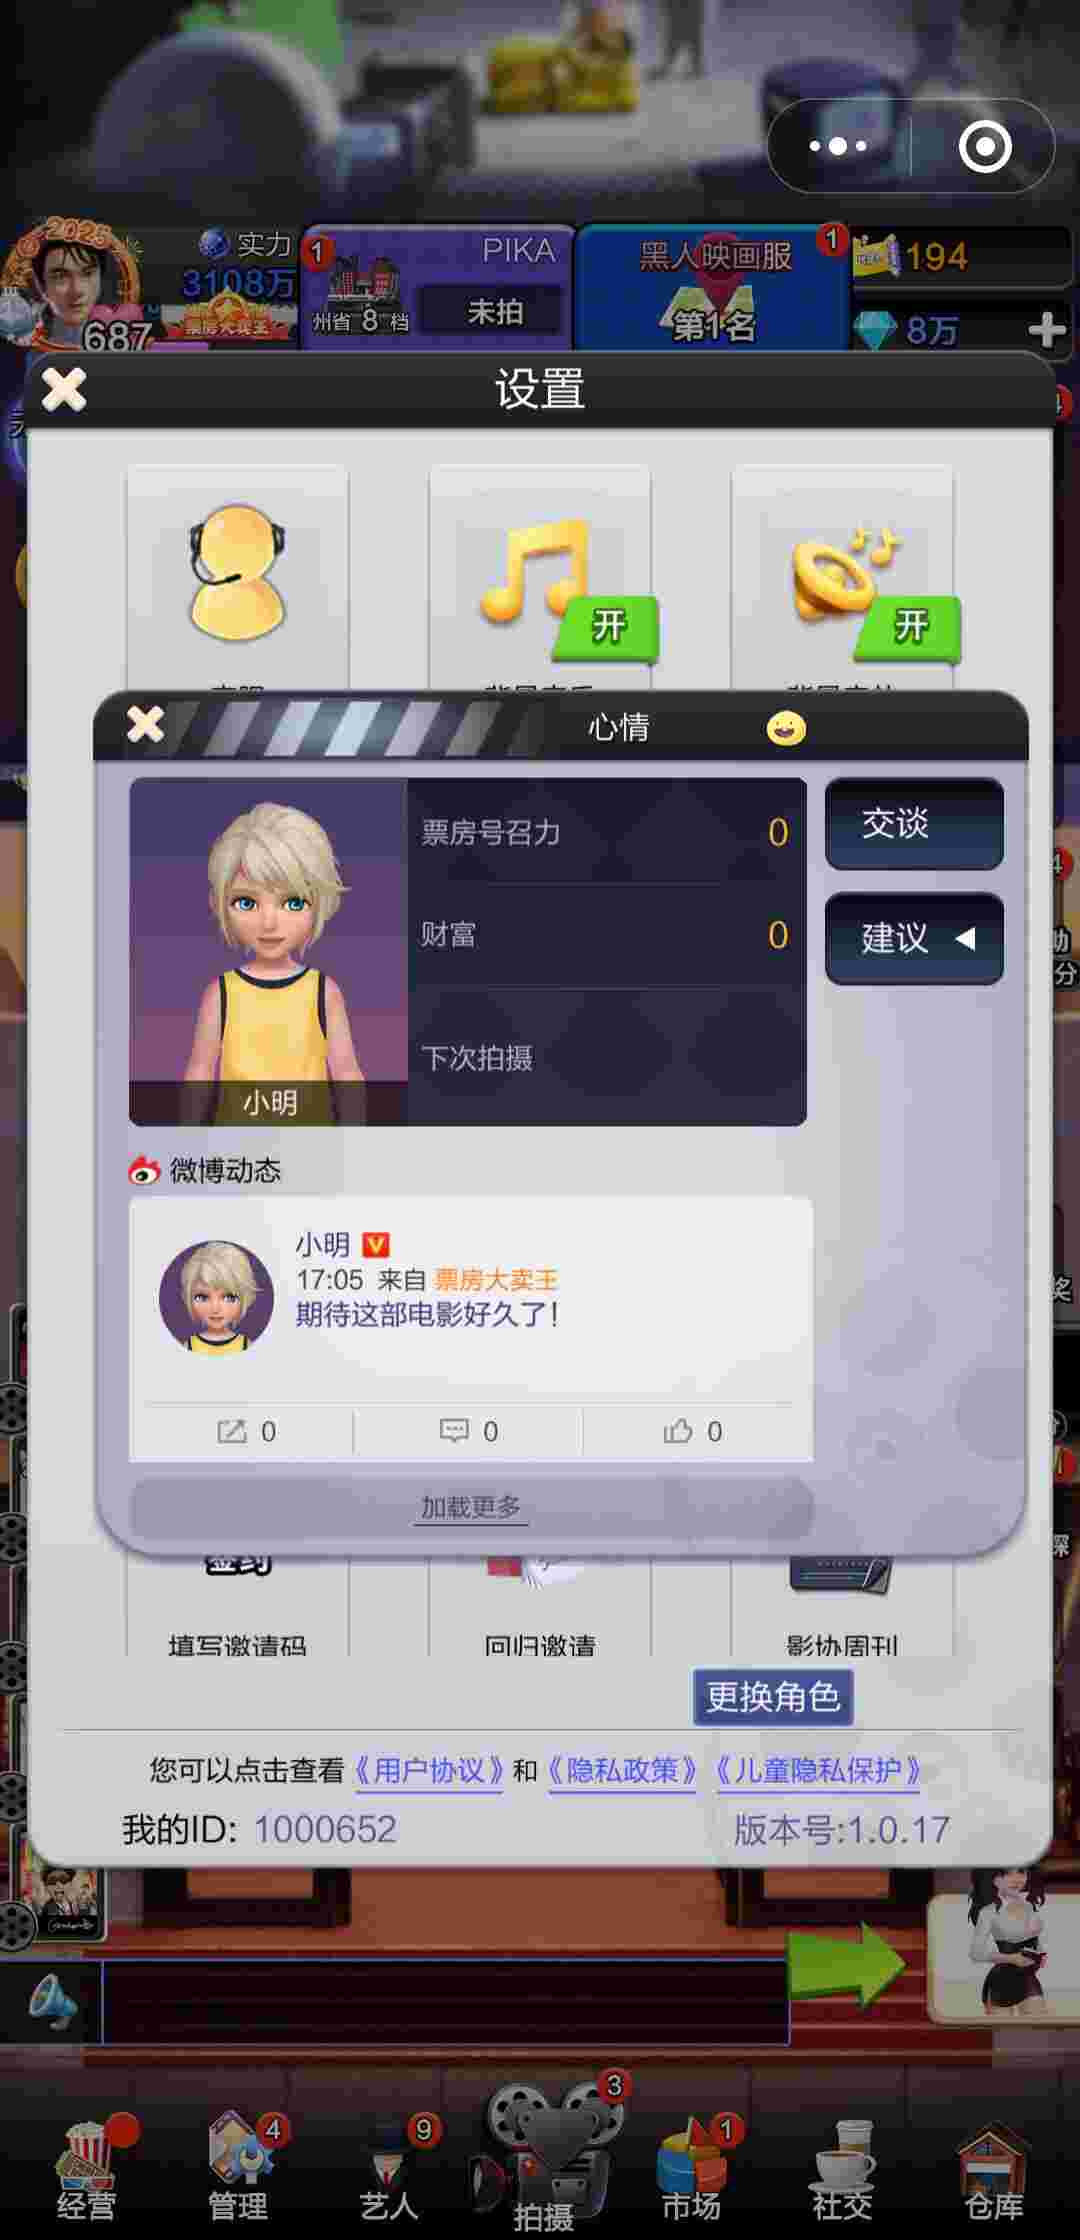 2025
实力
3108万
票房大卖王
687
1
PIKA
州省 8 档
未拍
黑人映画服
1
第1名
194
8万
设置
开
开
心情
票房号召力 0
财富 0
下次拍摄
小明
交谈
建议
微博动态
小明
17:05 来自 票房大卖王
期待这部电影好久了!
0
0
0
加载更多
填写邀请码
回归邀请
影协周刊
更换角色
您可以点击查看《用户协议》和《隐私政策》《儿童隐私保护》
我的ID: 1000652
版本号:1.0.17
经营
4
管理
9
艺人
3
拍摄
1
市场
社交
仓库